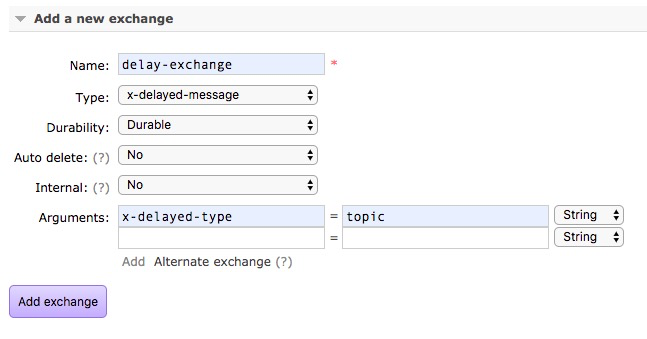 Add a new exchange
Name: delay-exchange *
Type: x-delayed-message
Durability: Durable
Auto delete: (?) No
Internal: (?) No
Arguments: x-delayed-type = topic String
= String
Add Alternate exchange (?)
Add exchange